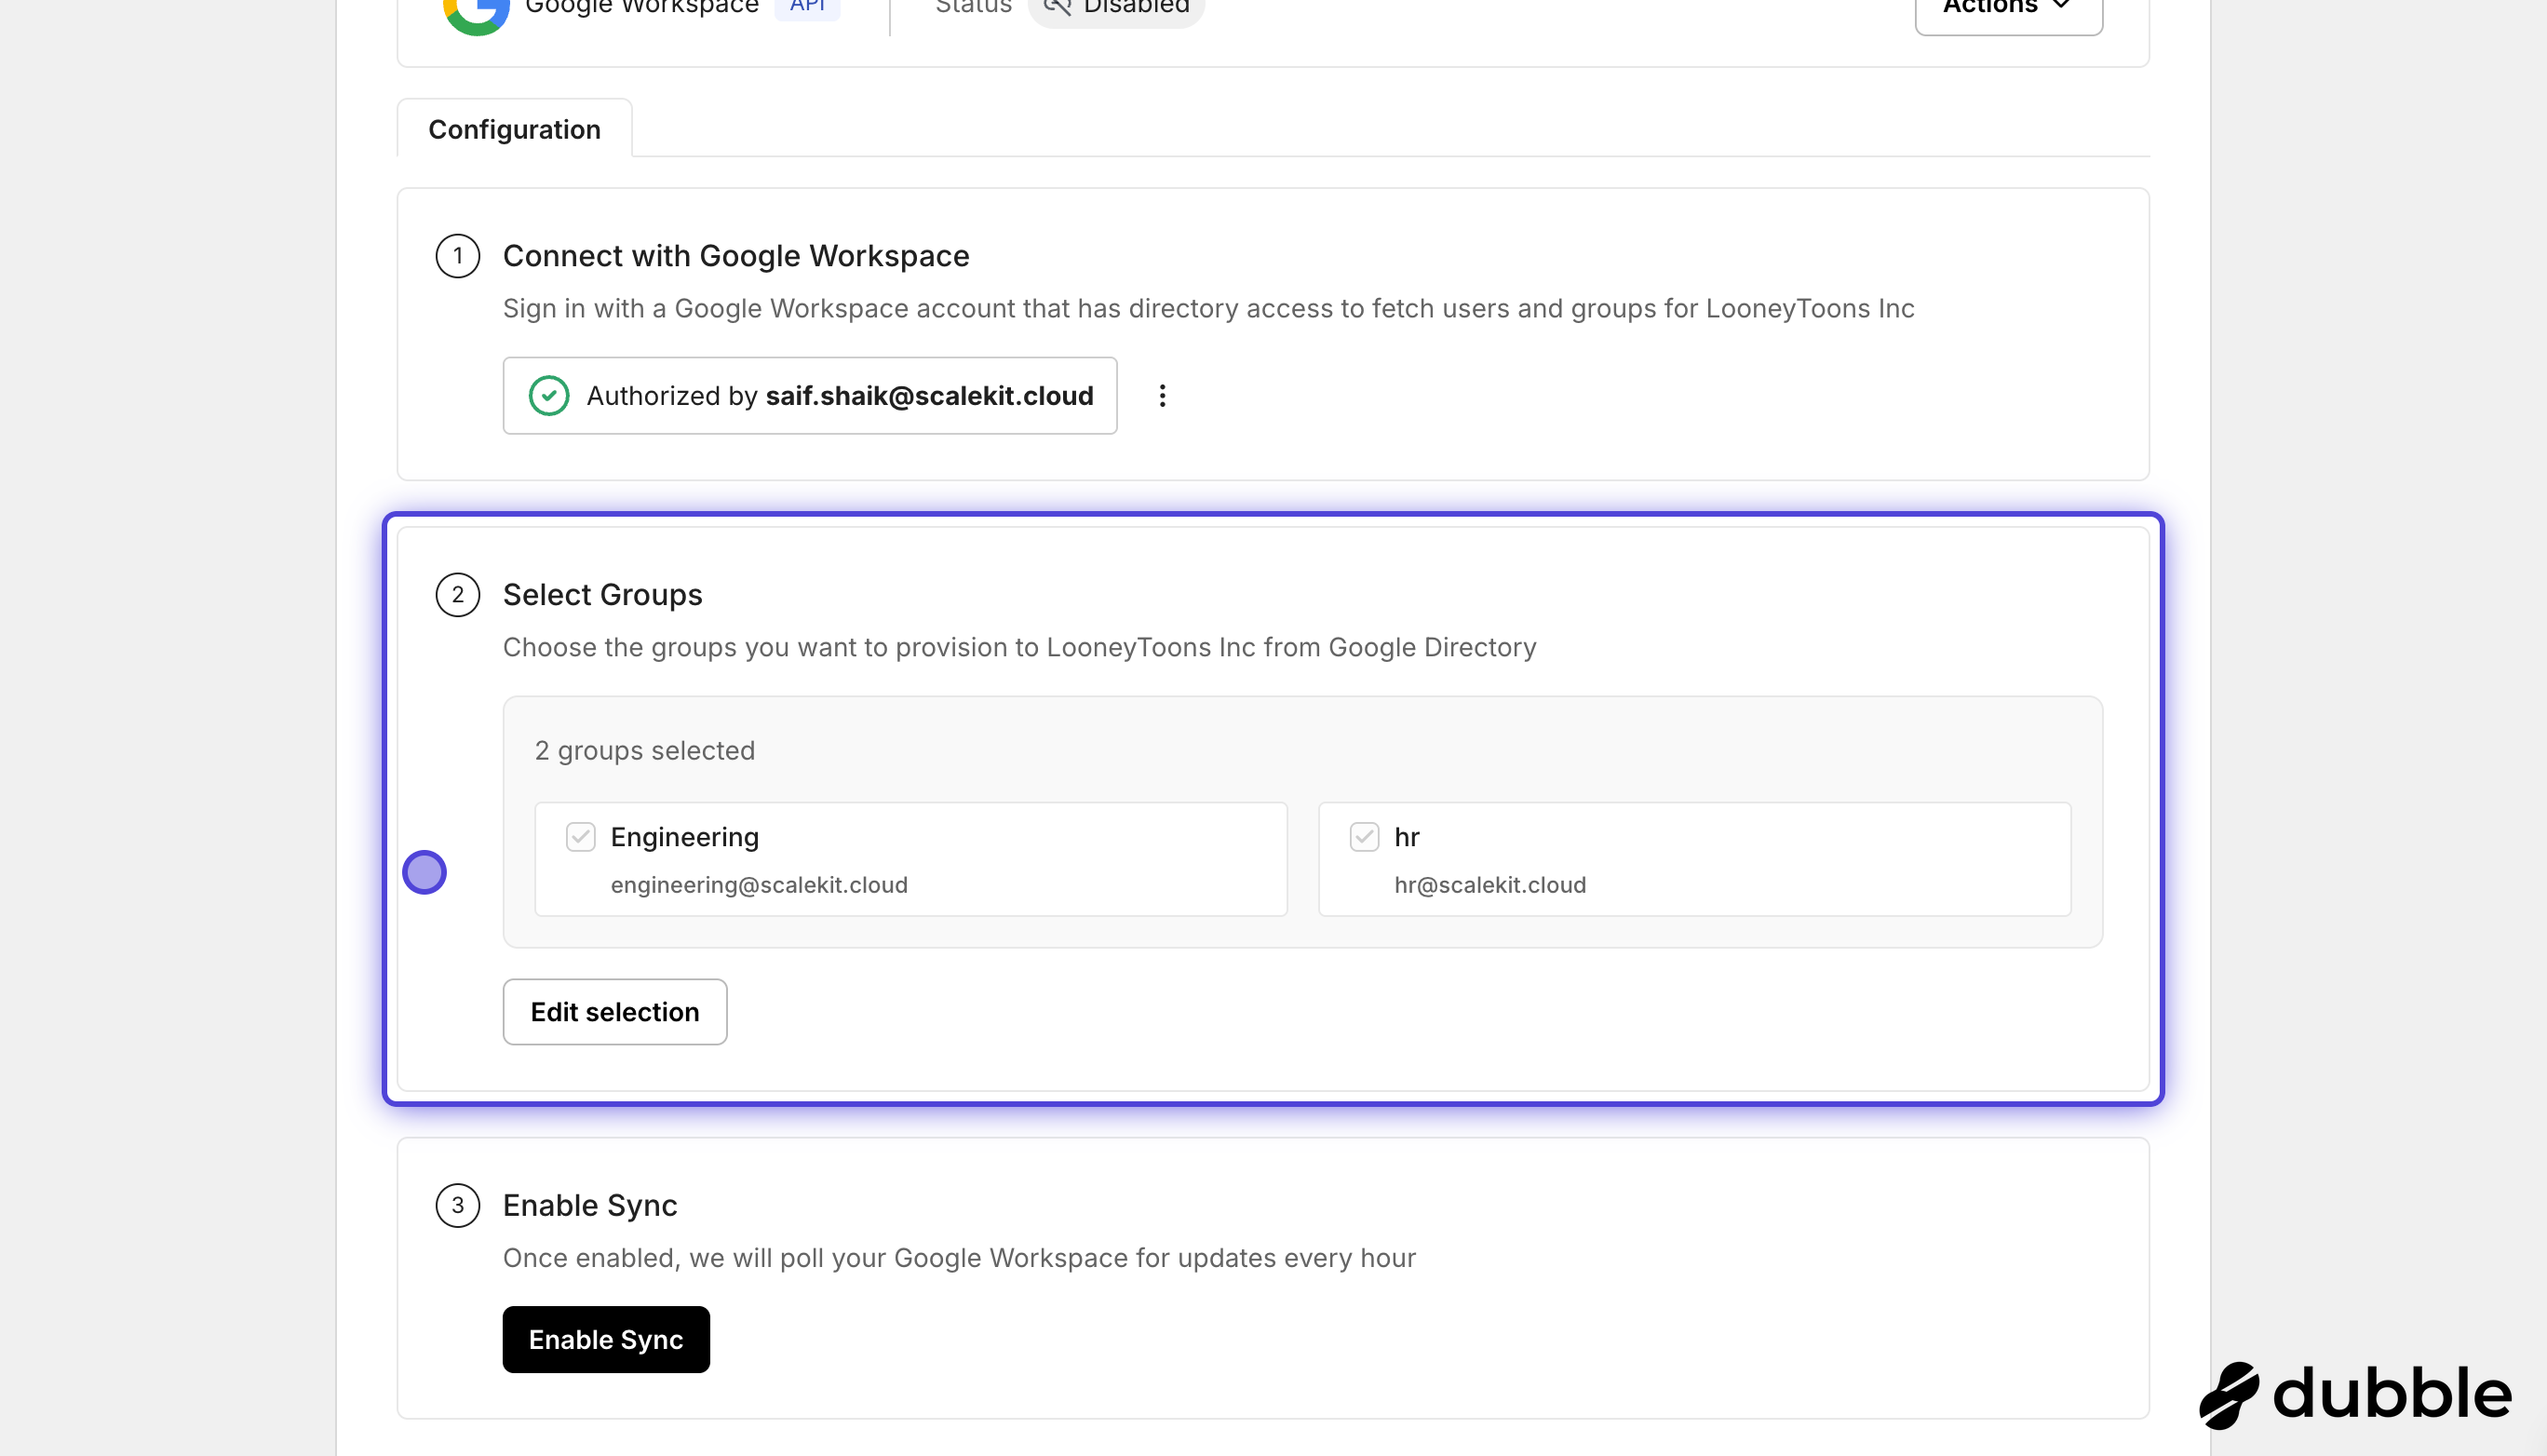 Google Workspace API Status Disabled Actions
Configuration
1 Connect with Google Workspace
Sign in with a Google Workspace account that has directory access to fetch users and groups for LooneyToons Inc
Authorized by saif.shaik@scalekit.cloud
2 Select Groups
Choose the groups you want to provision to LooneyToons Inc from Google Directory
2 groups selected
Engineering
engineering@scalekit.cloud
hr
hr@scalekit.cloud
Edit selection
3 Enable Sync
Once enabled, we will poll your Google Workspace for updates every hour
Enable Sync
dubble